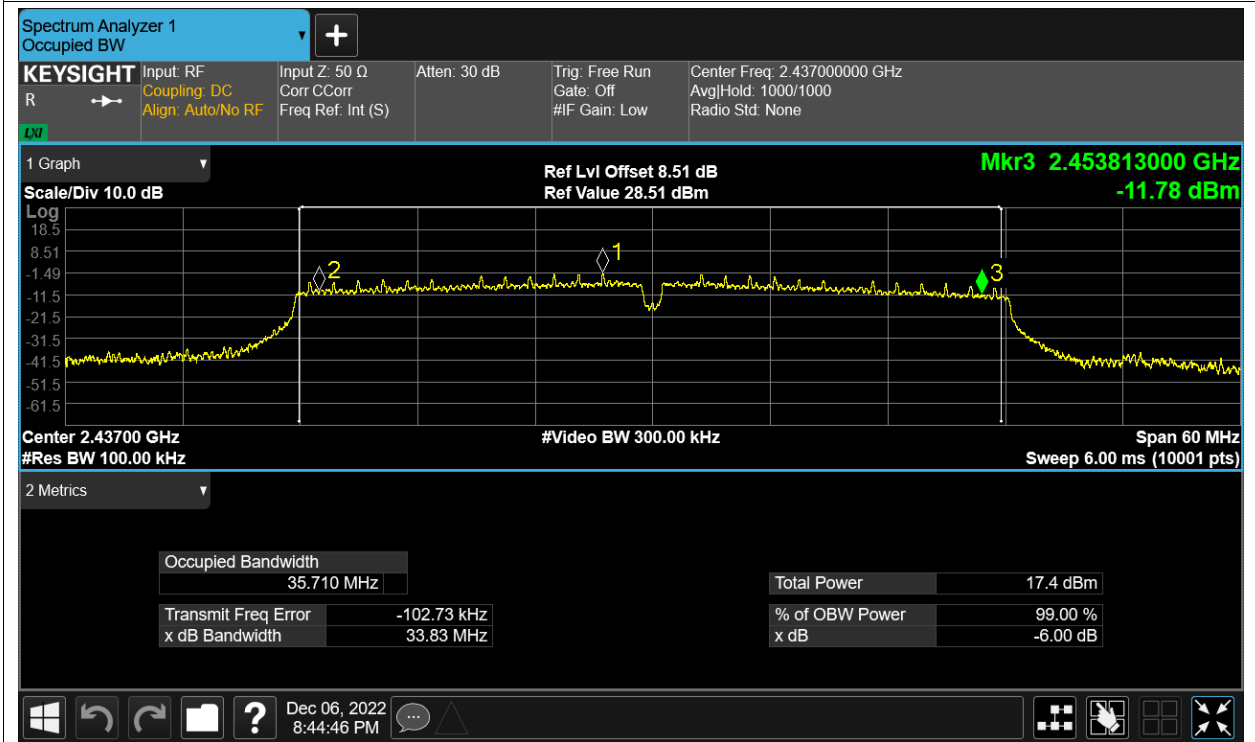 Spectrum Analyzer 1
Occupied BW
▼
+
KEYSIGHT
R
LXI
Input: RF
Coupling: DC
Align: Auto/No RF
Input Z: 50 Ω
Corr CCorr
Freq Ref: Int (S)
Atten: 30 dB
Trig: Free Run
Gate: Off
#IF Gain: Low
Center Freq: 2.437000000 GHz
Avg|Hold: 1000/1000
Radio Std: None
1 Graph ▼
Scale/Div 10.0 dB
Ref Lvl Offset 8.51 dB
Ref Value 28.51 dBm
Mkr3 2.453813000 GHz
-11.78 dBm
Log
18.5
8.51
-1.49
-11.5
-21.5
-31.5
-41.5
-51.5
-61.5
2
1
3
Center 2.43700 GHz
#Res BW 100.00 kHz
#Video BW 300.00 kHz
Span 60 MHz
Sweep 6.00 ms (10001 pts)
2 Metrics ▼
Occupied Bandwidth
35.710 MHz
Transmit Freq Error -102.73 kHz
x dB Bandwidth 33.83 MHz
Total Power 17.4 dBm
% of OBW Power 99.00 %
x dB -6.00 dB
?
Dec 06, 2022
8:44:46 PM